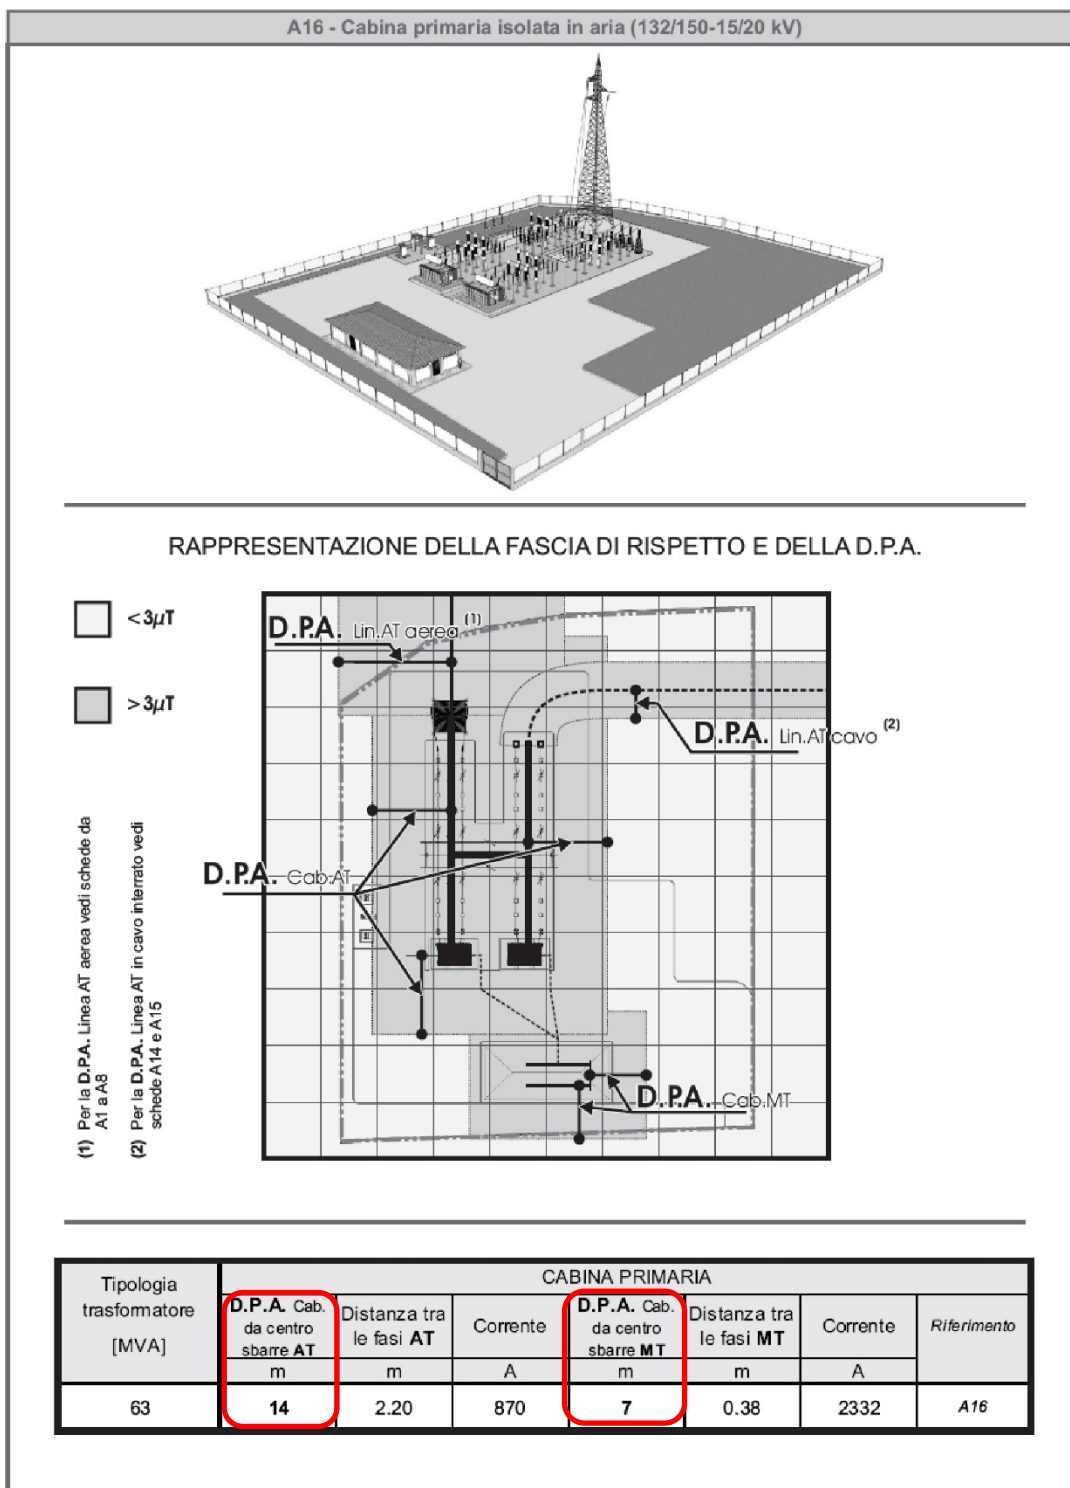 A16 - Cabina primaria isolata in aria (132/150-15/20 kV)
RAPPRESENTAZIONE DELLA FASCIA DI RISPETTO E DELLA D.P.A.
<3µT
>3µT
D.P.A. Lin.AT aerea (1)
D.P.A. Lin.AT cavo (2)
D.P.A. Cab.AT
D.P.A. Cab.MT
(1) Per la D.P.A. Linea AT aerea vedi schede da
A1 a A8
(2) Per la D.P.A. Linea AT in cavo interrato vedi
schede A14 e A15
Tipologia
trasformatore
[MVA]
CABINA PRIMARIA
D.P.A. Cab.
da centro
sbarre AT
Distanza tra
le fasi AT
Corrente
D.P.A. Cab.
da centro
sbarre MT
Distanza tra
le fasi MT
Corrente
Riferimento
m m A m m A
63 14 2.20 870 7 0.38 2332 A16